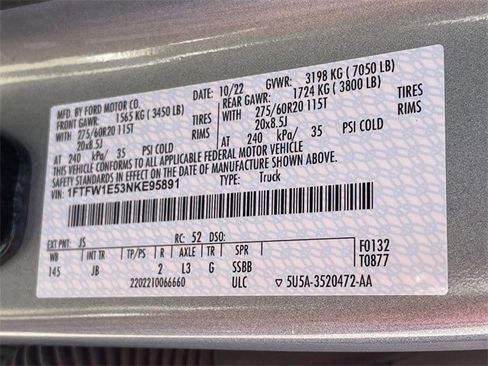 MFD. BY FORD MOTOR CO.
DATE: 10/22 GVWR: 3198 KG ( 7050 LB)
FRONT GAWR: 1565 KG ( 3450 LB) REAR GAWR: 1724 KG ( 3800 LB)
WITH 275/60R20 115T TIRES WITH 275/60R20 115T TIRES
20x8.5J RIMS 20x8.5J RIMS
AT 240 kPa/ 35 PSI COLD AT 240 kPa/ 35 PSI COLD
THIS VEHICLE CONFORMS TO ALL APPLICABLE FEDERAL MOTOR VEHICLE
SAFETY STANDARDS IN EFFECT ON THE DATE OF MANUFACTURE SHOWN ABOVE.
VIN: 1FTFW1E53NKE95891 TYPE: Truck
EXT PNT: JS RC: 52 DSO: F0132
WB INT TR TP/PS R AXLE TR SPR T0877
145 JB 2 L3 G SSBB
2202210066660 ULC ▽ 5U5A-3520472-AA